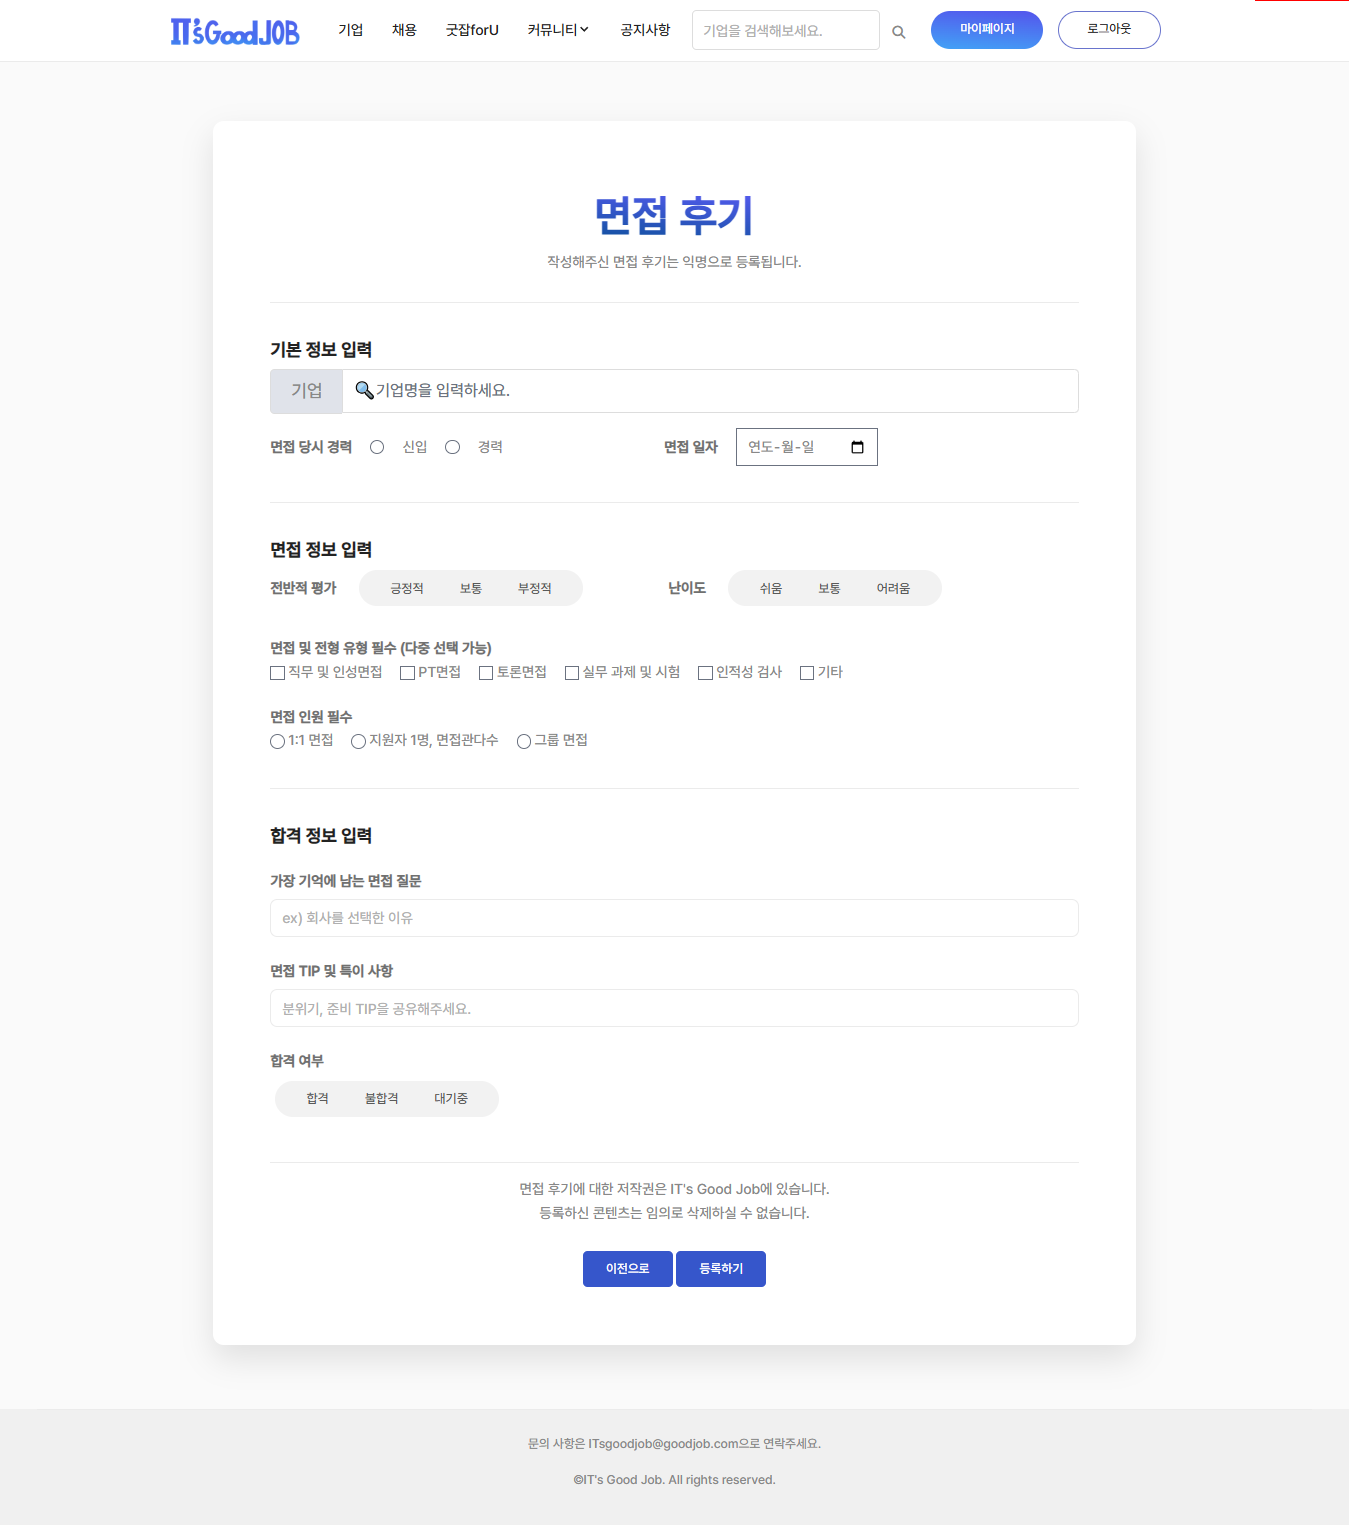 IT'sGoodJOB 기업 채용 굿잡forU 커뮤니티 공지사항 기업을 검색해보세요. 마이페이지 로그아웃
면접 후기
작성해주신 면접 후기는 익명으로 등록됩니다.
기본 정보 입력
기업 기업명을 입력하세요.
면접 당시 경력 신입 경력 면접 일자 연도-월-일
면접 정보 입력
전반적 평가 긍정적 보통 부정적 난이도 쉬움 보통 어려움
면접 및 전형 유형 필수 (다중 선택 가능)
직무 및 인성면접 PT면접 토론면접 실무 과제 및 시험 인적성 검사 기타
면접 인원 필수
1:1 면접 지원자 1명, 면접관다수 그룹 면접
합격 정보 입력
가장 기억에 남는 면접 질문
ex) 회사를 선택한 이유
면접 TIP 및 특이 사항
분위기, 준비 TIP을 공유해주세요.
합격 여부
합격 불합격 대기중
면접 후기에 대한 저작권은 IT's Good Job에 있습니다.
등록하신 콘텐츠는 임의로 삭제하실 수 없습니다.
이전으로 등록하기
문의 사항은 ITsgoodjob@goodjob.com으로 연락주세요.
©IT's Good Job. All rights reserved.